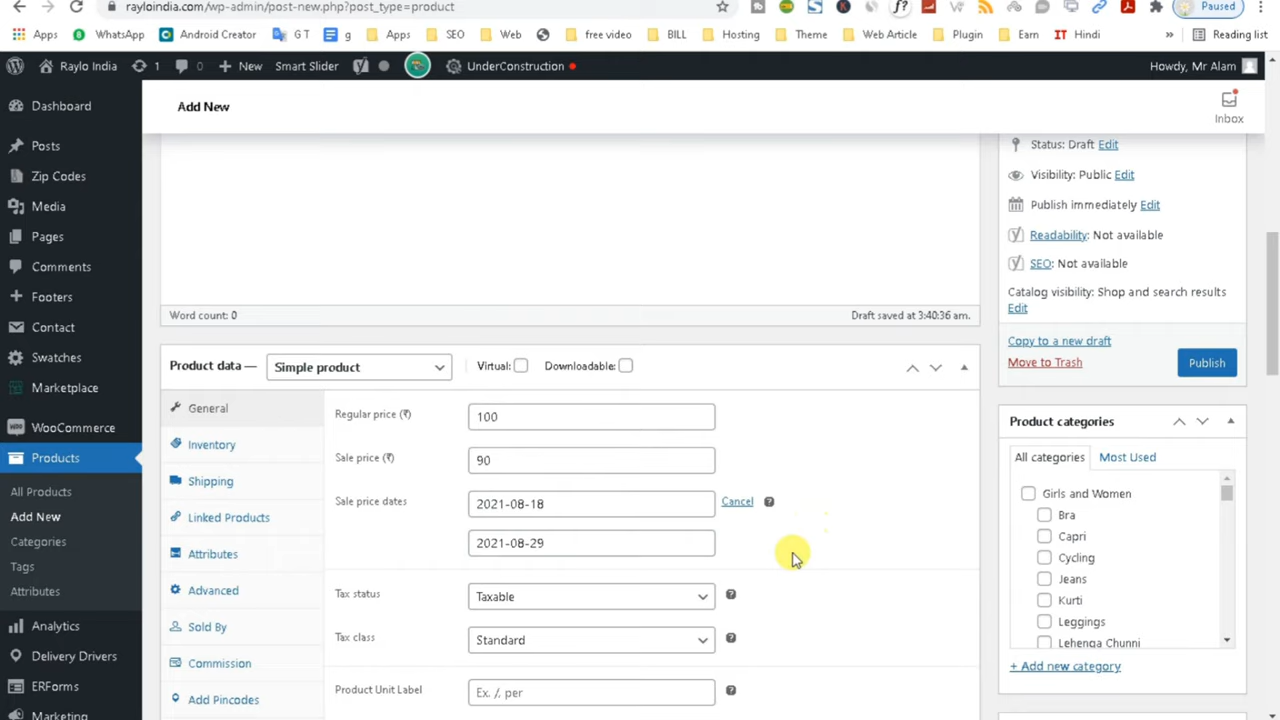 rayloindia.com/wp-admin/post-new.php?post_type=product
Paused
Apps
WhatsApp
Android Creator
G T
g
Apps
SEO
Web
free video
BILL
Hosting
Theme
Web Article
Plugin
Earn
IT Hindi
»
Reading list
Raylo India
1
0
+ New
Smart Slider
UnderConstruction
Howdy, Mr Alam
Dashboard
Posts
Zip Codes
Media
Pages
Comments
Footers
Contact
Swatches
Marketplace
WooCommerce
Products
All Products
Add New
Categories
Tags
Attributes
Analytics
Delivery Drivers
ERForms
Marketing
Add New
Inbox
Word count: 0
Draft saved at 3:40:36 am.
Product data —
Simple product
Virtual:
Downloadable:
General
Inventory
Shipping
Linked Products
Attributes
Advanced
Sold By
Commission
Add Pincodes
Regular price (₹)
100
Sale price (₹)
90
Sale price dates
2021-08-18
Cancel
2021-08-29
Tax status
Taxable
Tax class
Standard
Product Unit Label
Ex. /. per
Status: Draft Edit
Visibility: Public Edit
Publish immediately Edit
Readability: Not available
SEO: Not available
Catalog visibility: Shop and search results
Edit
Copy to a new draft
Move to Trash
Publish
Product categories
All categories
Most Used
Girls and Women
Bra
Capri
Cycling
Jeans
Kurti
Leggings
Lehenga Chunni
+ Add new category